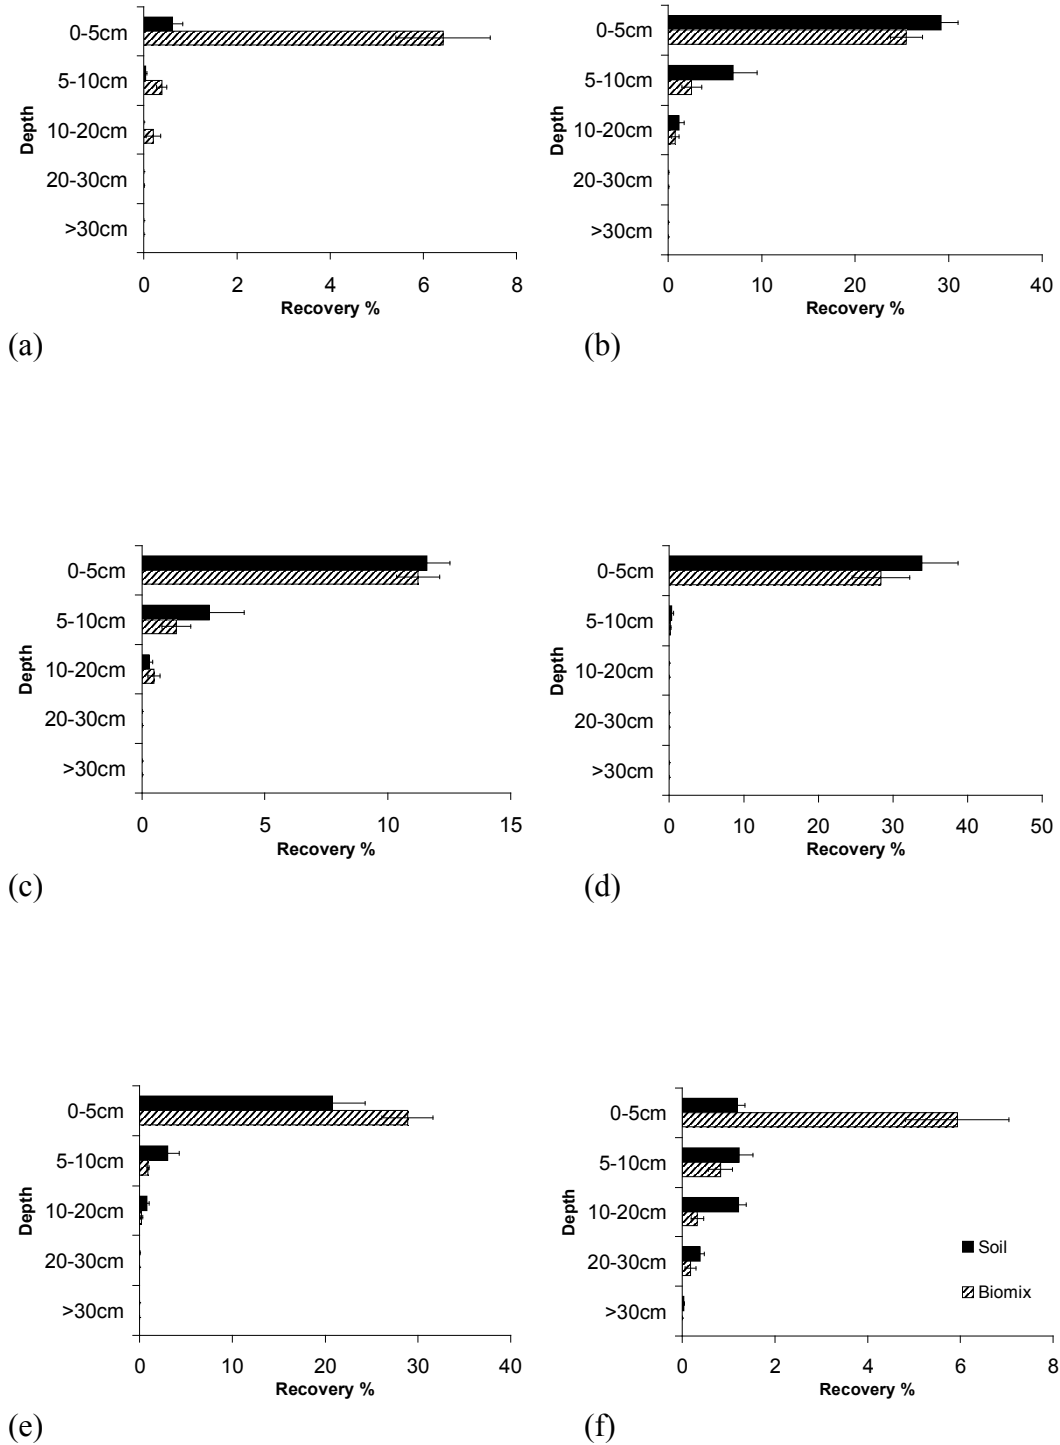 0-5cm
5-10cm
10-20cm
20-30cm
>30cm
Depth
0 2 4 6 8
Recovery %
(a)
0-5cm
5-10cm
10-20cm
20-30cm
>30cm
Depth
0 10 20 30 40
Recovery %
(b)
0-5cm
5-10cm
10-20cm
20-30cm
>30cm
Depth
0 5 10 15
Recovery %
(c)
0-5cm
5-10cm
10-20cm
20-30cm
>30cm
Depth
0 10 20 30 40 50
Recovery %
(d)
0-5cm
5-10cm
10-20cm
20-30cm
>30cm
Depth
0 10 20 30 40
Recovery %
(e)
0-5cm
5-10cm
10-20cm
20-30cm
>30cm
Depth
Soil
Biomix
0 2 4 6 8
Recovery %
(f)